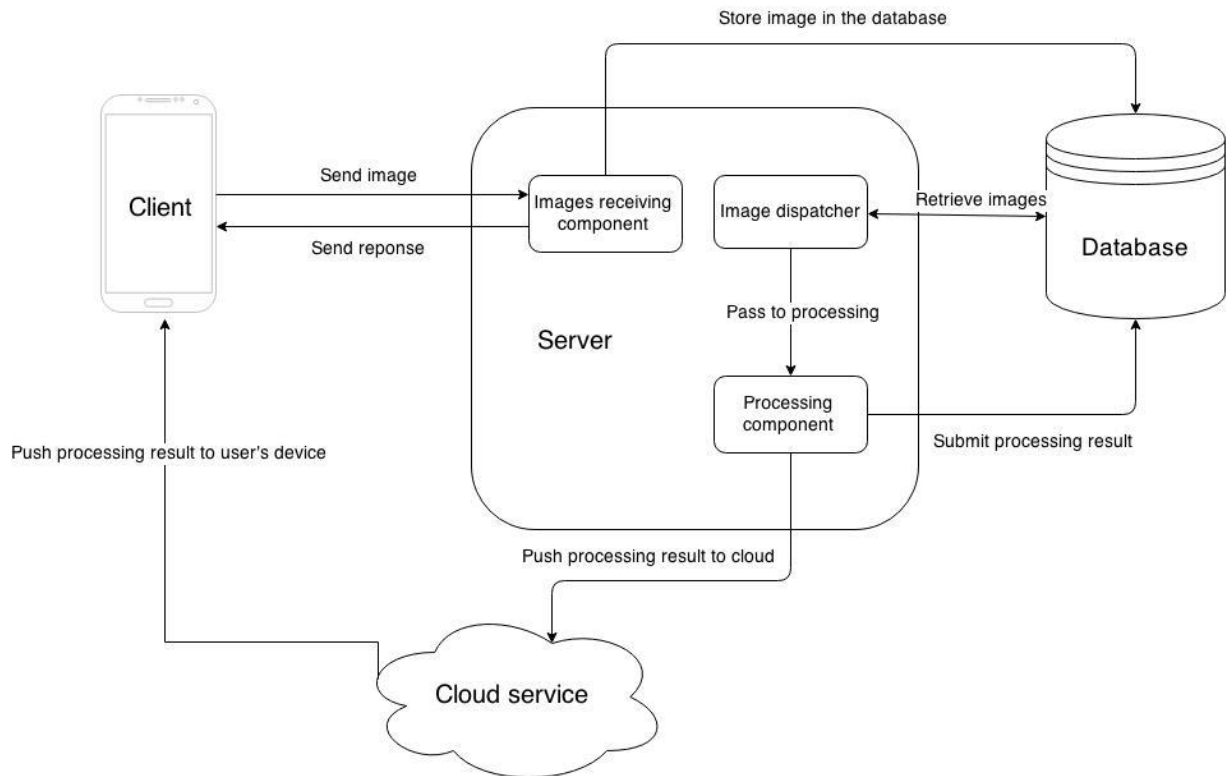 Store image in the database
Client
Send image
Send reponse
Images receiving
component
Image dispatcher
Retrieve images
Database
Pass to processing
Server
Processing
component
Submit processing result
Push processing result to user's device
Push processing result to cloud
Cloud service